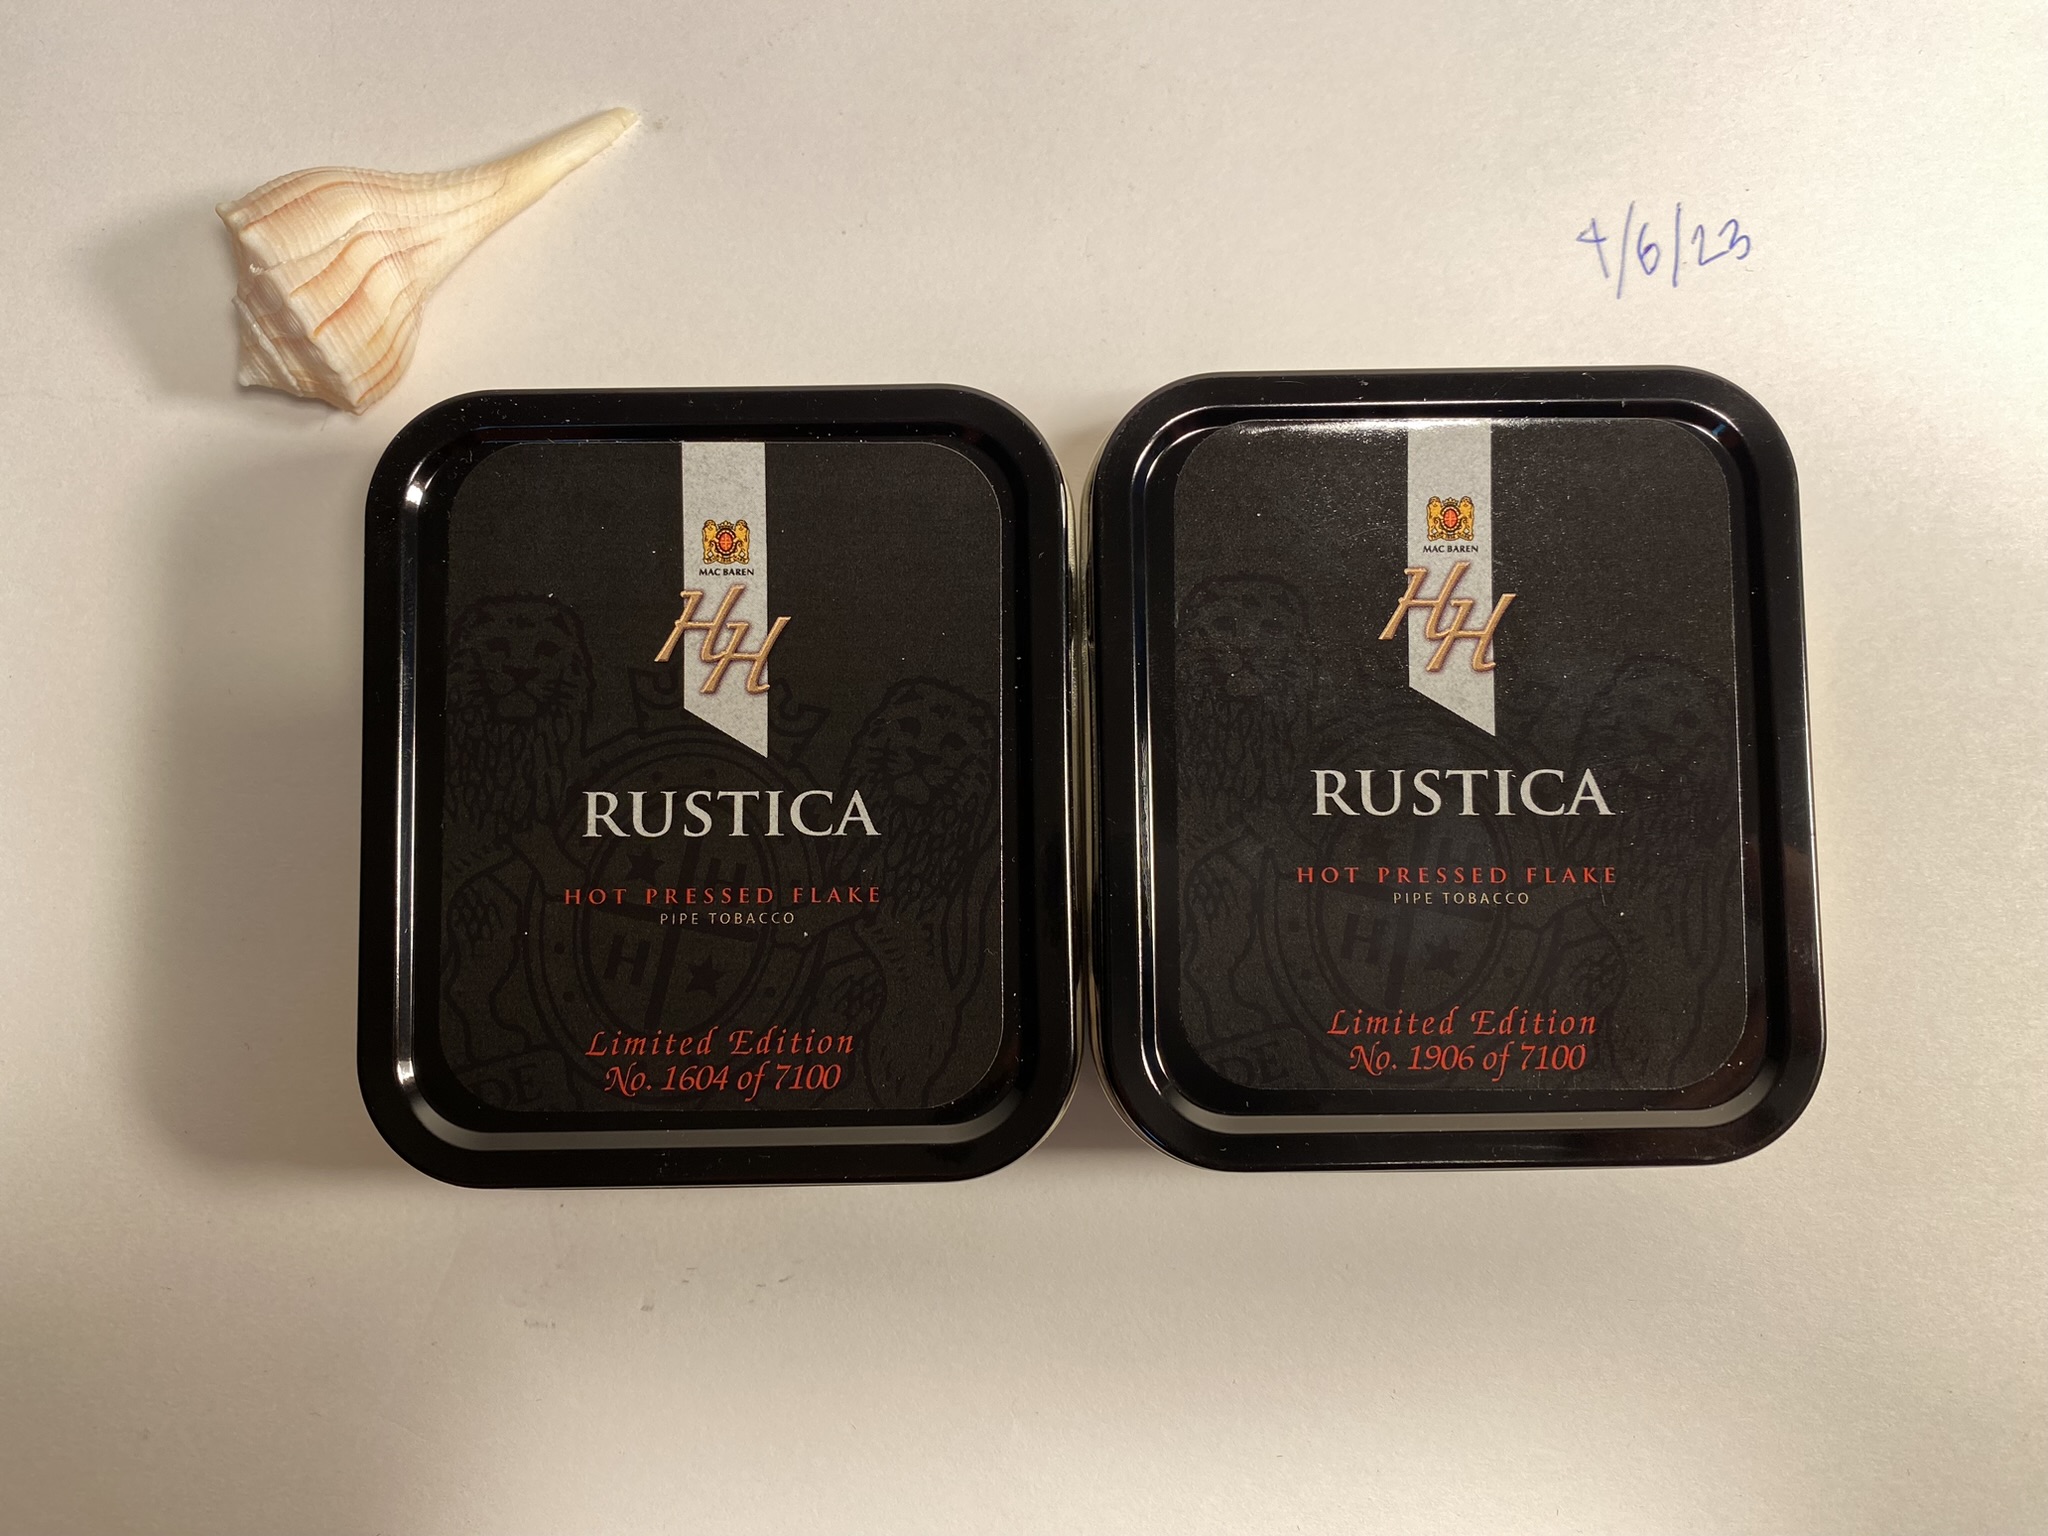 4/6/23
MAC BAREN
HH
RUSTICA
HOT PRESSED FLAKE
PIPE TOBACCO
Limited Edition
No. 1604 of 7100
MAC BAREN
HH
RUSTICA
HOT PRESSED FLAKE
PIPE TOBACCO
Limited Edition
No. 1906 of 7100